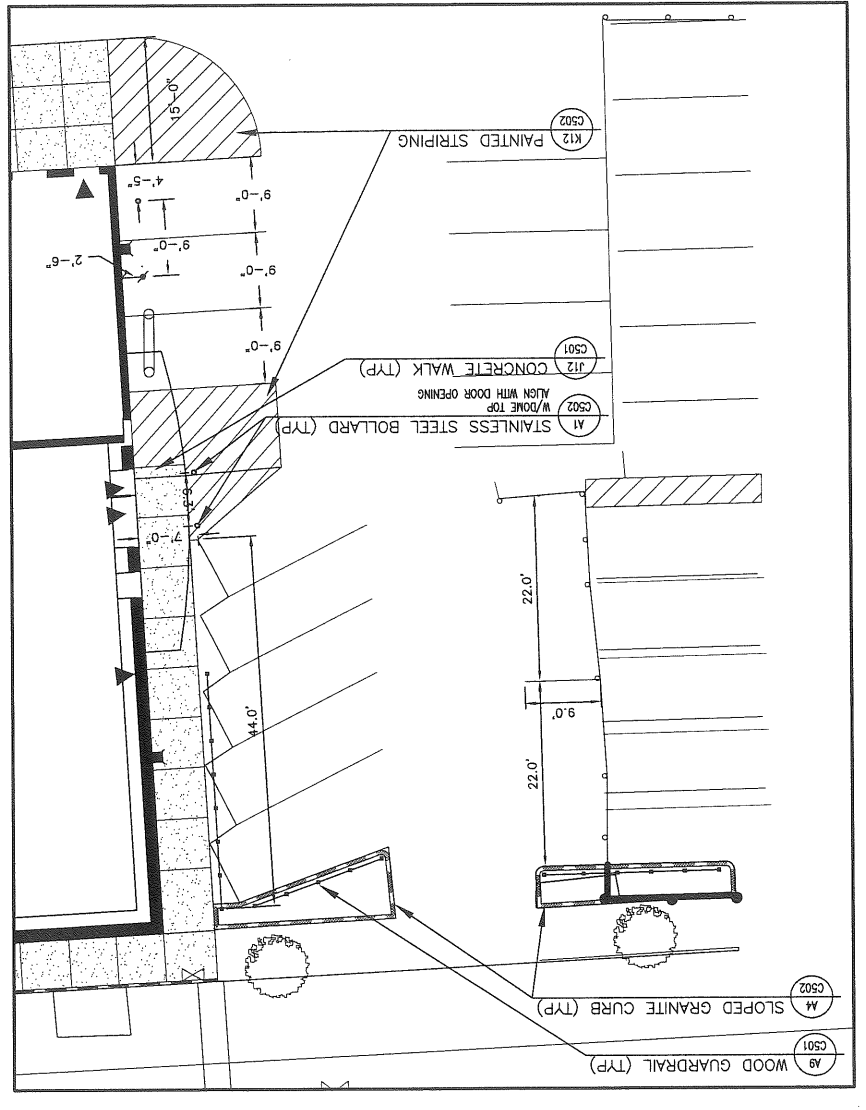 A9
C501
WOOD GUARDRAIL (TYP)
A4
C502
SLOPED GRANITE CURB (TYP)
22.0'
44.0'
9.0'
22.0'
7'-0"
A1
C502
STAINLESS STEEL BOLLARD (TYP)
W/DOME TOP
ALIGN WITH DOOR OPENING
J12
C501
CONCRETE WALK (TYP)
9'-0"
9'-0"
2'-6"
9'-0"
9'-0"
4'-5"
K12
C502
PAINTED STRIPING
15'-0"